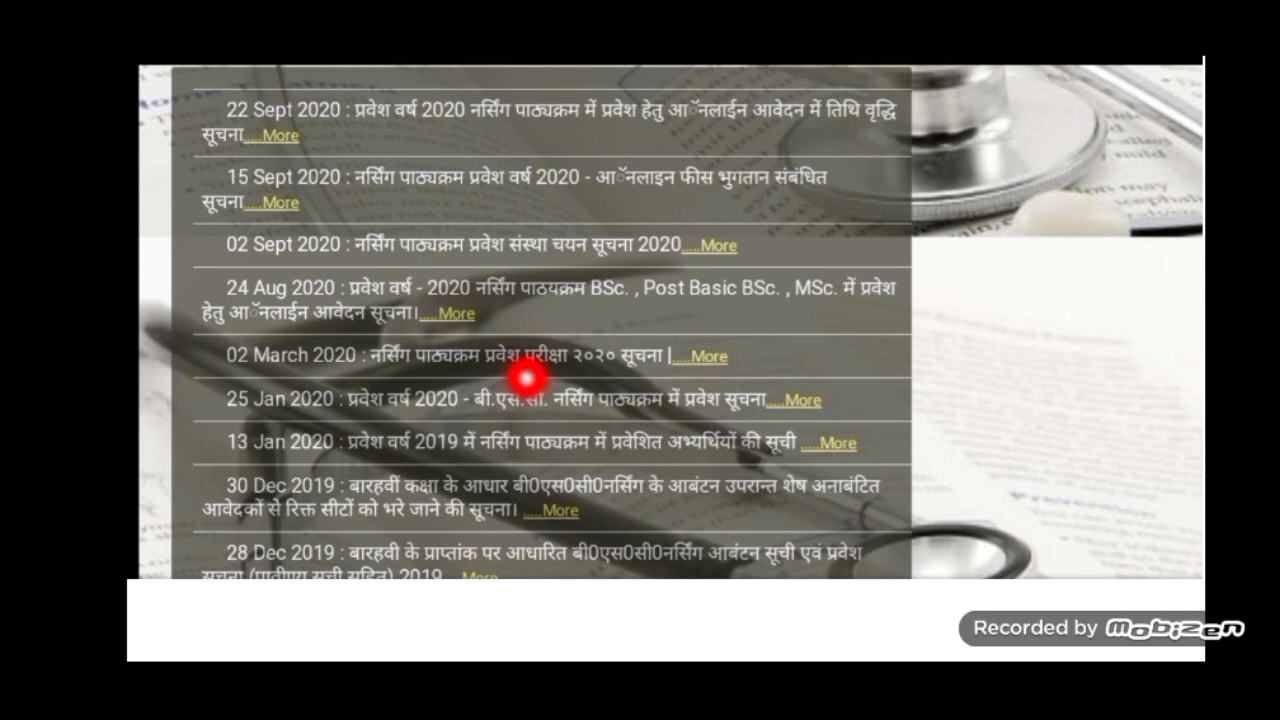 22 Sept 2020 : प्रवेश वर्ष 2020 नर्सिंग पाठ्यक्रम में प्रवेश हेतु आॅनलाईन आवेदन में तिथि वृद्धि
सूचना.....More
15 Sept 2020 : नर्सिंग पाठ्यक्रम प्रवेश वर्ष 2020 - आॅनलाइन फीस भुगतान संबंधित
सूचना.....More
02 Sept 2020 : नर्सिंग पाठ्यक्रम प्रवेश संस्था चयन सूचना 2020.....More
24 Aug 2020 : प्रवेश वर्ष - 2020 नर्सिंग पाठयक्रम BSc. , Post Basic BSc. , MSc. में प्रवेश
हेतु आॅनलाईन आवेदन सूचना।.....More
02 March 2020 : नर्सिंग पाठ्यक्रम प्रवेश परीक्षा २०२० सूचना |.....More
25 Jan 2020 : प्रवेश वर्ष 2020 - बी.एस.सी. नर्सिंग पाठ्यक्रम में प्रवेश सूचना.....More
13 Jan 2020 : प्रवेश वर्ष 2019 में नर्सिंग पाठ्यक्रम में प्रवेशित अभ्यर्थियों की सूची .....More
30 Dec 2019 : बारहवीं कक्षा के आधार बी0एस0सी0नर्सिंग के आबंटन उपरान्त शेष अनाबंटित
आवेदकों से रिक्त सीटों को भरे जाने की सूचना। .....More
28 Dec 2019 : बारहवी के प्राप्तांक पर आधारित बी0एस0सी0नर्सिंग आबंटन सूची एवं प्रवेश
सूचना सूची सहित) 2019 More
Recorded by Mobizen